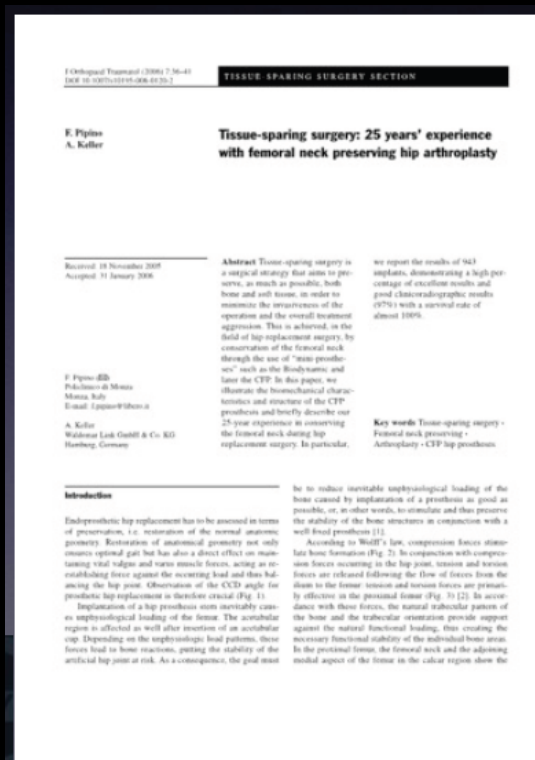 J Orthopaed Traumatol (2006) 7:36–41
DOI 10.1007/s10195-006-0120-2
TISSUE-SPARING SURGERY SECTION
F. Pipino
A. Keller
Tissue-sparing surgery: 25 years' experience
with femoral neck preserving hip arthroplasty
Received: 18 November 2005
Accepted: 31 January 2006
F. Pipino
Policlinico di Monza
Monza, Italy
E-mail: f.pipino@libero.it
A. Keller
Waldemar Link GmbH & Co. KG
Hamburg, Germany
Abstract Tissue-sparing surgery is
a surgical strategy that aims to pre-
serve, as much as possible, both
bone and soft tissue, in order to
minimize the invasiveness of the
operation and the overall treatment
aggression. This is achieved, in the
field of hip replacement surgery, by
conservation of the femoral neck
through the use of "mini prosthe-
ses" such as the Biodynamic and
later the CFP. In this paper, we
illustrate the biomechanical charac-
teristics and structure of the CFP
prosthesis and briefly describe our
25-year experience in conserving
the femoral neck during hip
replacement surgery. In particular,
we report the results of 943
implants, demonstrating a high per-
centage of excellent results and
good clinicoradiographic results
(97%) with a survival rate of
almost 100%.
Key words Tissue-sparing surgery •
Femoral neck preserving •
Arthroplasty • CFP hip prostheses
Introduction
Endoprosthetic hip replacement has to be assessed in terms
of preservation, i.e. restoration of the normal anatomic
geometry. Restoration of anatomical geometry not only
ensures optimal gait but has also a direct effect on main-
taining vital valgus and varus muscle forces, acting as re-
establishing force against the occurring load and thus bal-
ancing the hip joint. Observation of the CCD angle for
prosthetic hip replacement is therefore crucial (Fig. 1).
Implantation of a hip prosthesis stem inevitably caus-
es unphysiological loading of the femur. The acetabular
region is affected as well after insertion of an acetabular
cup. Depending on the unphysiologic load patterns, these
forces lead to bone reactions, putting the stability of the
artificial hip joint at risk. As a consequence, the goal must
be to reduce inevitable unphysiological loading of the
bone caused by implantation of a prosthesis as good as
possible, or, in other words, to stimulate and thus preserve
the stability of the bone structures in conjunction with a
well fixed prosthesis [1].
According to Wolff's law, compression forces stimu-
late bone formation (Fig. 2). In conjunction with compres-
sion forces occurring in the hip joint, tension and torsion
forces are released following the flow of forces from the
ilium to the femur: tension and torsion forces are primari-
ly effective in the proximal femur (Fig. 3) [2]. In accor-
dance with these forces, the natural trabecular pattern of
the bone and the trabecular orientation provide support
against the natural functional loading, thus creating the
necessary functional stability of the individual bone areas.
In the proximal femur, the femoral neck and the adjoining
medial aspect of the femur in the calcar region show the